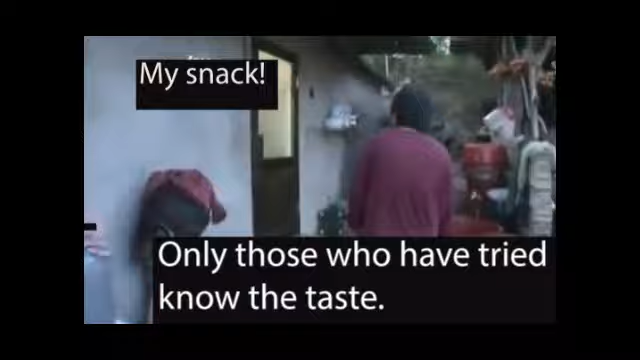 My snack!
Only those who have tried
know the taste.